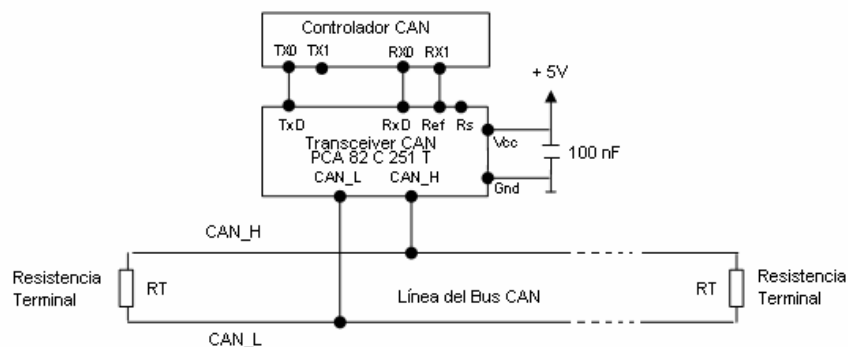 Controlador CAN
TX0 TX1 RX0 RX1
+ 5V
TxD RxD Ref Rs
Transceiver CAN
PCA 82 C 251 T
Vcc
100 nF
CAN_L CAN_H
Gnd
CAN_H
Resistencia
Terminal
RT
Línea del Bus CAN
RT
Resistencia
Terminal
CAN_L